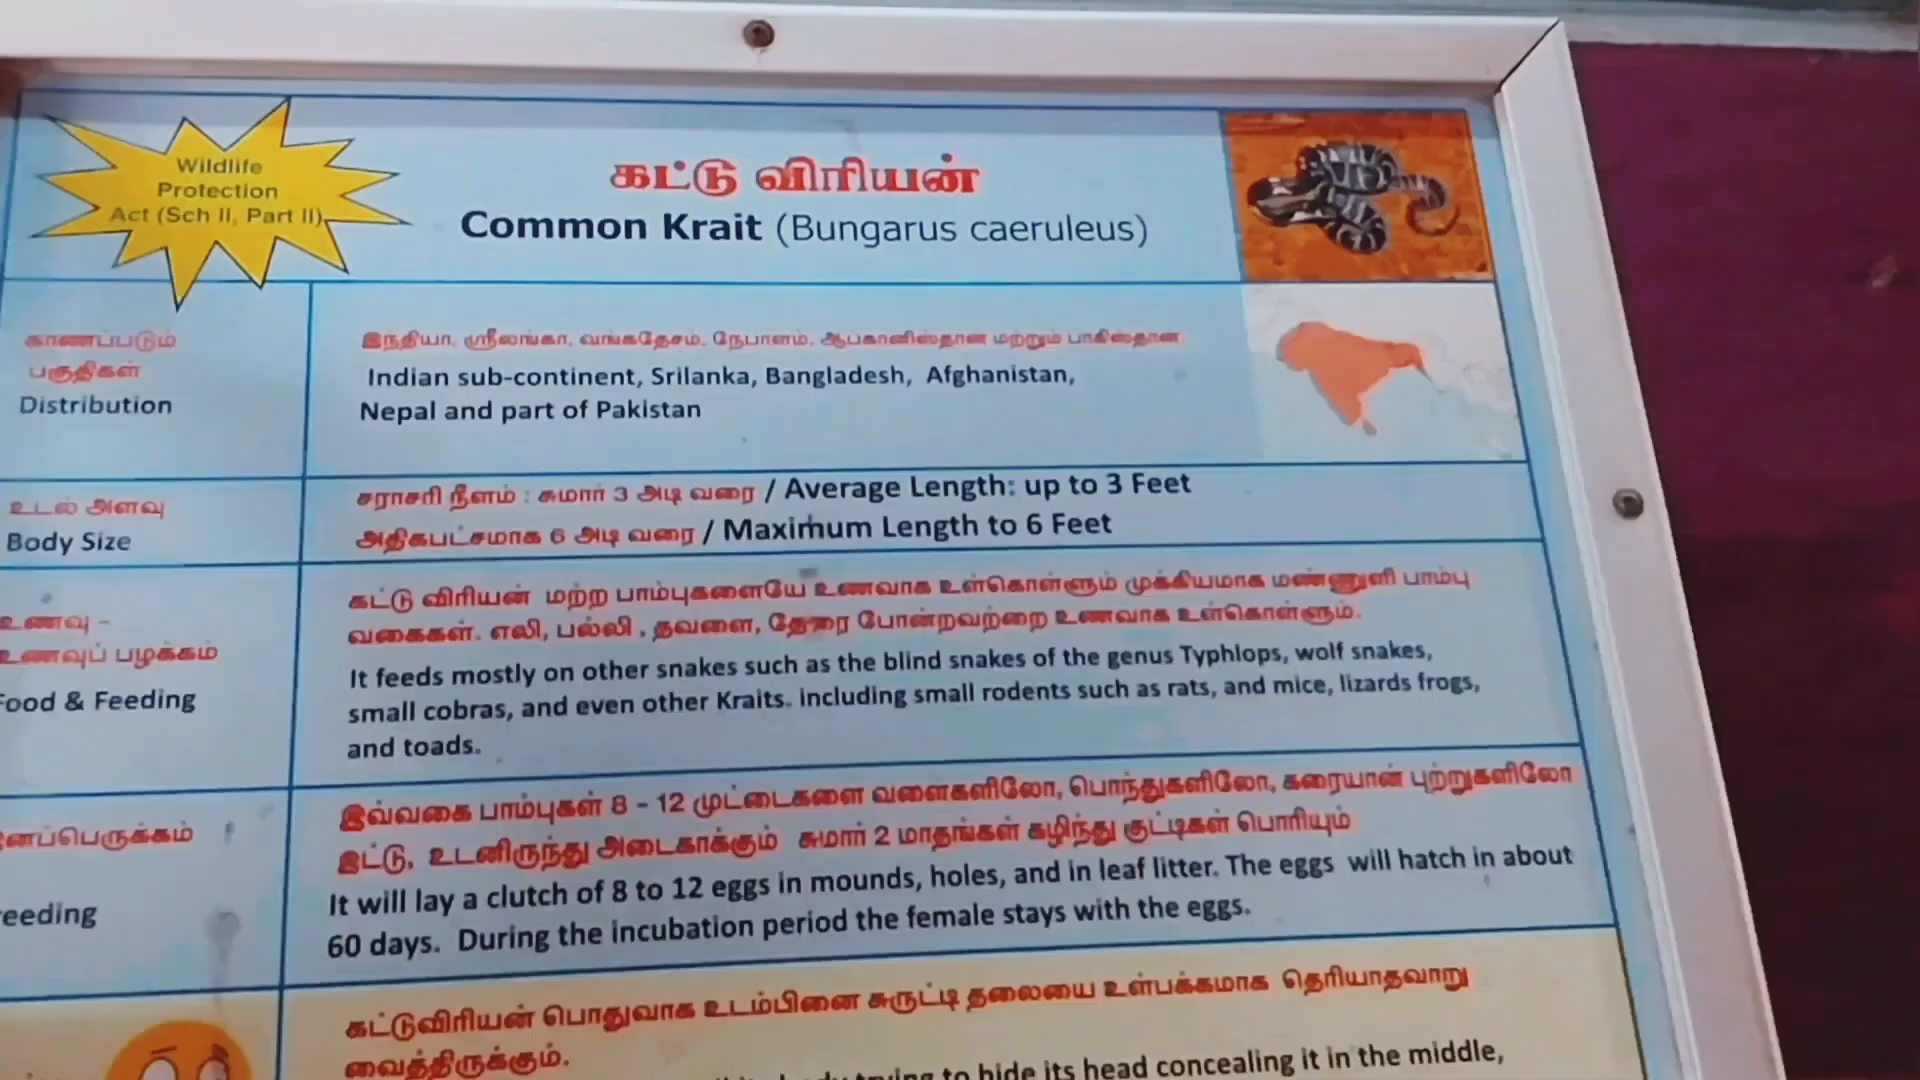 Wildlife
Protection
Act (Sch II, Part II)
கட்டு விரியன்
Common Krait (Bungarus caeruleus)
காணப்படும்
பகுதிகள்
Distribution
இந்தியா, ஸ்ரீலங்கா, வங்கதேசம், நேபாளம், ஆப்கானிஸ்தான் மற்றும் பாகிஸ்தான்
Indian sub-continent, Srilanka, Bangladesh, Afghanistan,
Nepal and part of Pakistan
உடல் அளவு
Body Size
சராசரி நீளம் : சுமார் 3 அடி வரை / Average Length: up to 3 Feet
அதிகபட்சமாக 6 அடி வரை / Maximum Length to 6 Feet
உணவு -
உணவுப் பழக்கம்
Food & Feeding
கட்டு விரியன் மற்ற பாம்புகளையே உணவாக உள்கொள்ளும் முக்கியமாக மண்ணுளி பாம்பு
வகைகள். எலி, பல்லி , தவளை, தேரை போன்றவற்றை உணவாக உள்கொள்ளும்.
It feeds mostly on other snakes such as the blind snakes of the genus Typhlops, wolf snakes,
small cobras, and even other Kraits. including small rodents such as rats, and mice, lizards frogs,
and toads.
னப்பெருக்கம்
eeding
இவ்வகை பாம்புகள் 8 - 12 முட்டைகளை வளைகளிலோ, பொந்துகளிலோ, கரையான் புற்றுகளிலோ
இட்டு, உடனிருந்து அடைகாக்கும் சுமார் 2 மாதங்கள் கழிந்து குட்டிகள் பொரியும்
It will lay a clutch of 8 to 12 eggs in mounds, holes, and in leaf litter. The eggs will hatch in about
60 days. During the incubation period the female stays with the eggs.
கட்டுவிரியன் பொதுவாக உடம்பினை சுருட்டி தலையை உள்பக்கமாக தெரியாதவாறு
வைத்திருக்கும்.
body trying to hide its head concealing it in the middle,